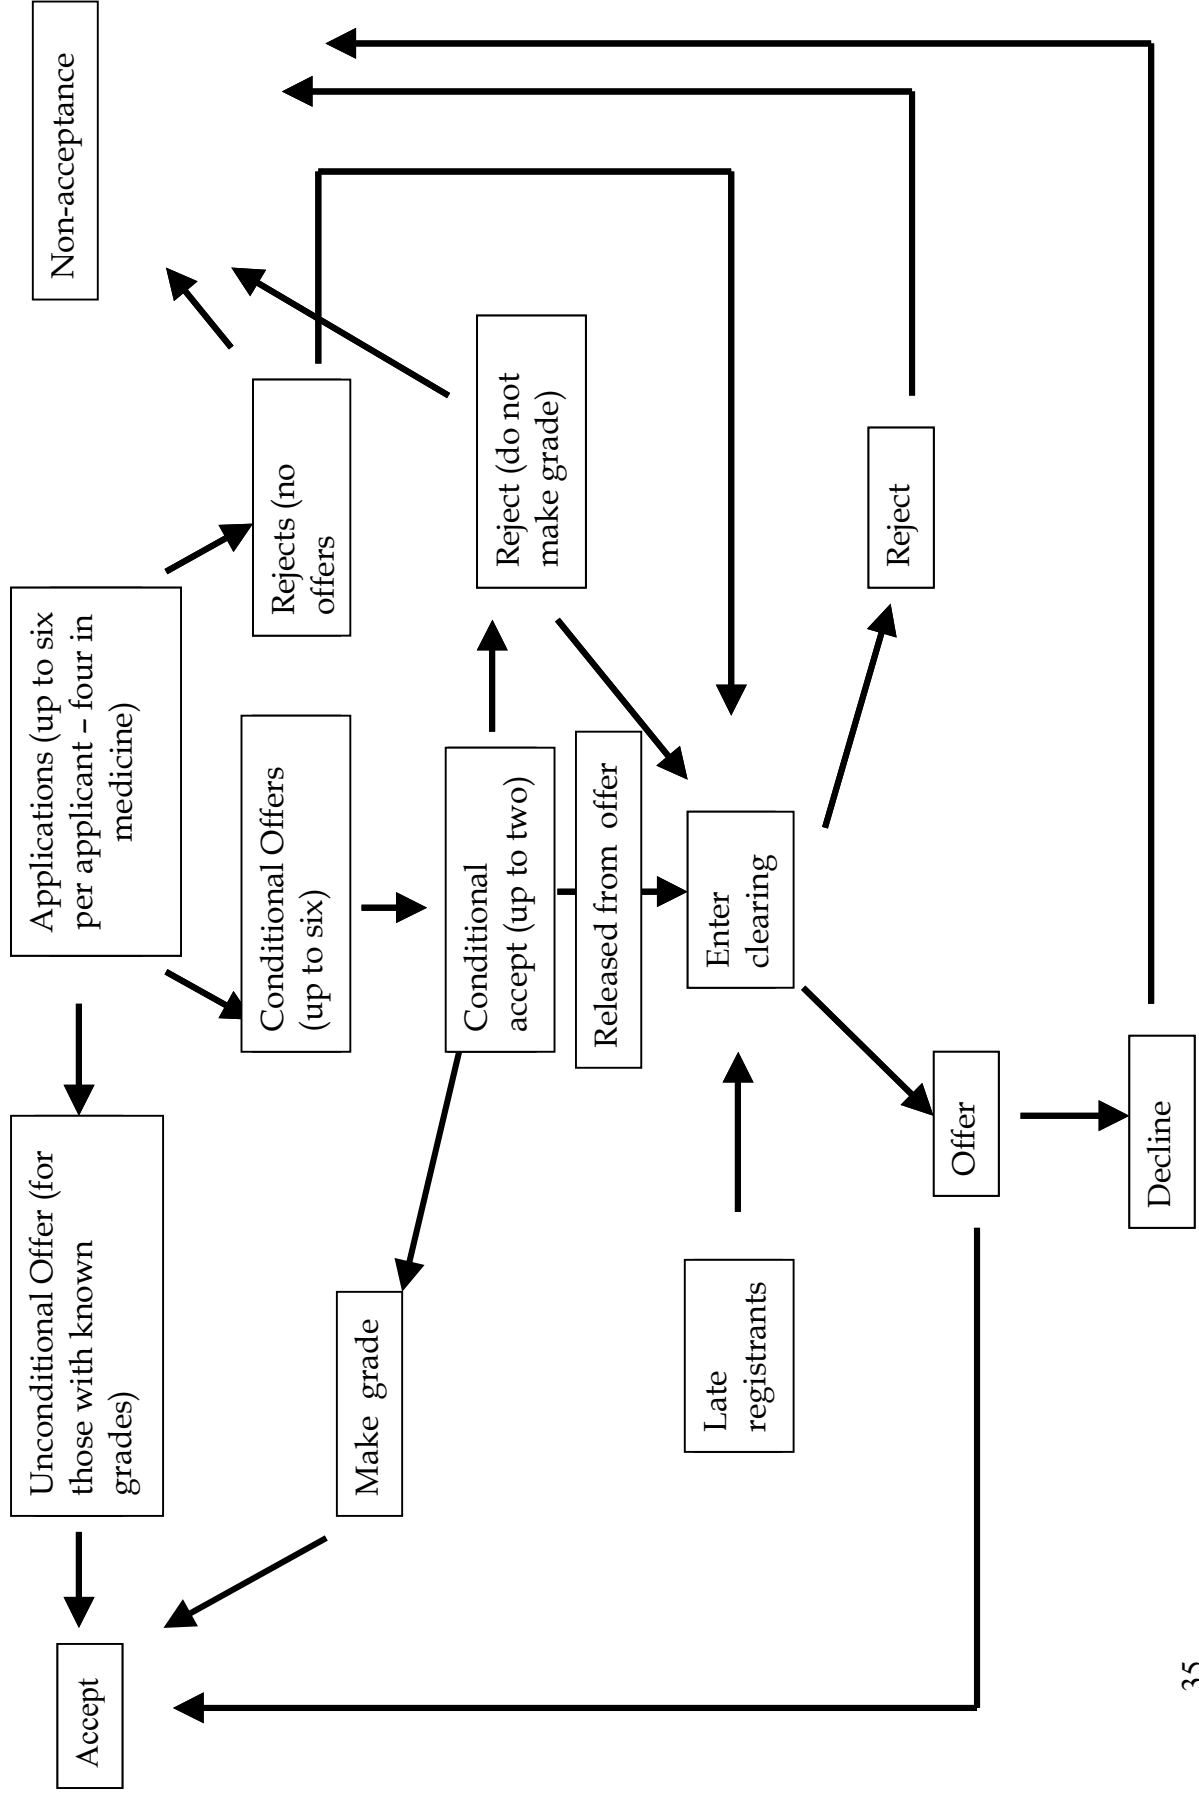 Accept
Unconditional Offer (for
those with known
grades)
Applications (up to six
per applicant – four in
medicine)
Non-acceptance
Conditional Offers
(up to six)
Rejects (no
offers
Make grade
Conditional
accept (up to two)
Reject (do not
make grade)
Released from offer
Late
registrants
Enter
clearing
Reject
Offer
Decline
35